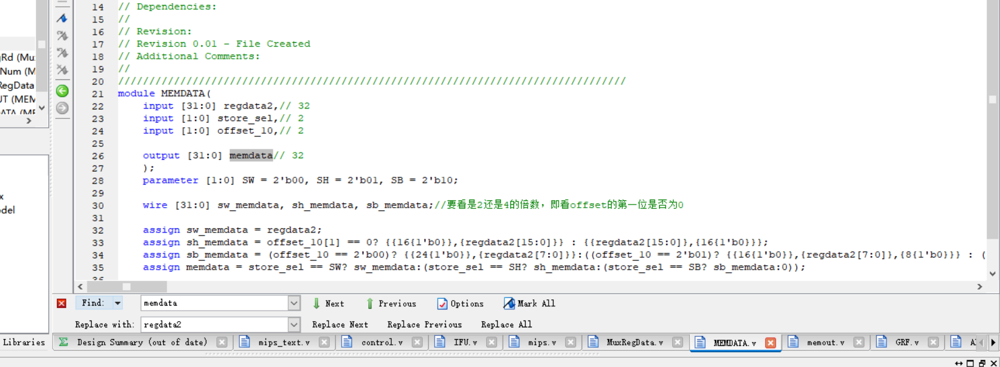 14 // Dependencies:
15 //
16 // Revision:
17 // Revision 0.01 - File Created
18 // Additional Comments:
19 //
20 //////////////////////////////////////////////////////////////////////////////////
21 module MEMDATA(
22 input [31:0] regdata2,// 32
23 input [1:0] store_sel,// 2
24 input [1:0] offset_10,// 2
25
26 output [31:0] memdata// 32
27 );
28 parameter [1:0] SW = 2'b00, SH = 2'b01, SB = 2'b10;
29
30 wire [31:0] sw_memdata, sh_memdata, sb_memdata;//要看是2还是4的倍数，即看offset的第一位是否为0
31
32 assign sw_memdata = regdata2;
33 assign sh_memdata = offset_10[1] == 0? {{16{1'b0}},{regdata2[15:0]}} : {{regdata2[15:0]},{16{1'b0}}};
34 assign sb_memdata = (offset_10 == 2'b00)? {{24{1'b0}},{regdata2[7:0]}}:((offset_10 == 2'b01)? {{16{1'b0}},{regdata2[7:0]},{8{1'b0}}} : (
35 assign memdata = store_sel == SW? sw_memdata:(store_sel == SH? sh_memdata:(store_sel == SB? sb_memdata:0));
Rd (Mu
Num (M
RegData
UT (MEM
x
del
Find: memdata Next Previous Options Mark All
Replace with: regdata2 Replace Next Replace Previous Replace All
Libraries Design Summary (out of date) mips_text.v control.v IFU.v mips.v MuxRegData.v MEMDATA.v memout.v GRF.v